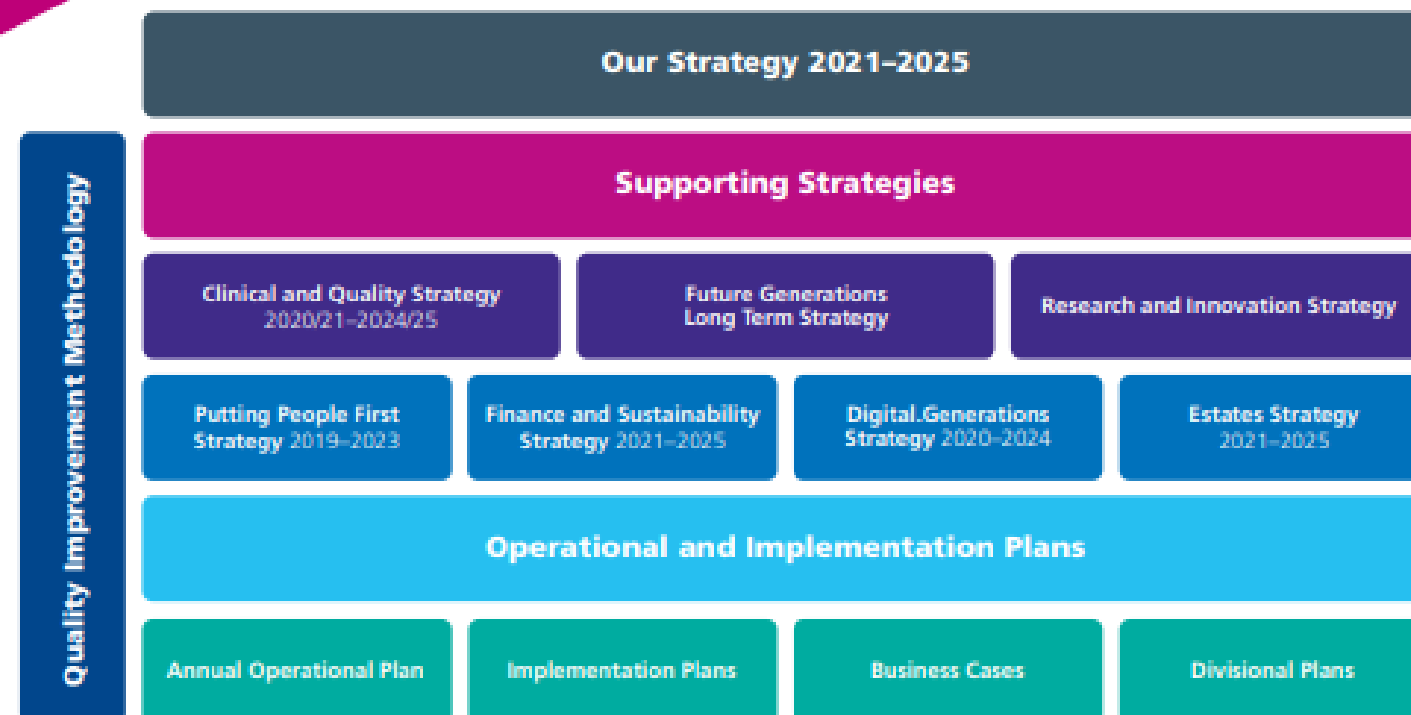 Our Strategy 2021–2025
Quality Improvement Methodology
Supporting Strategies
Clinical and Quality Strategy
2020/21–2024/25
Future Generations
Long Term Strategy
Research and Innovation Strategy
Putting People First
Strategy 2019–2023
Finance and Sustainability
Strategy 2021–2025
Digital.Generations
Strategy 2020–2024
Estates Strategy
2021–2025
Operational and Implementation Plans
Annual Operational Plan
Implementation Plans
Business Cases
Divisional Plans